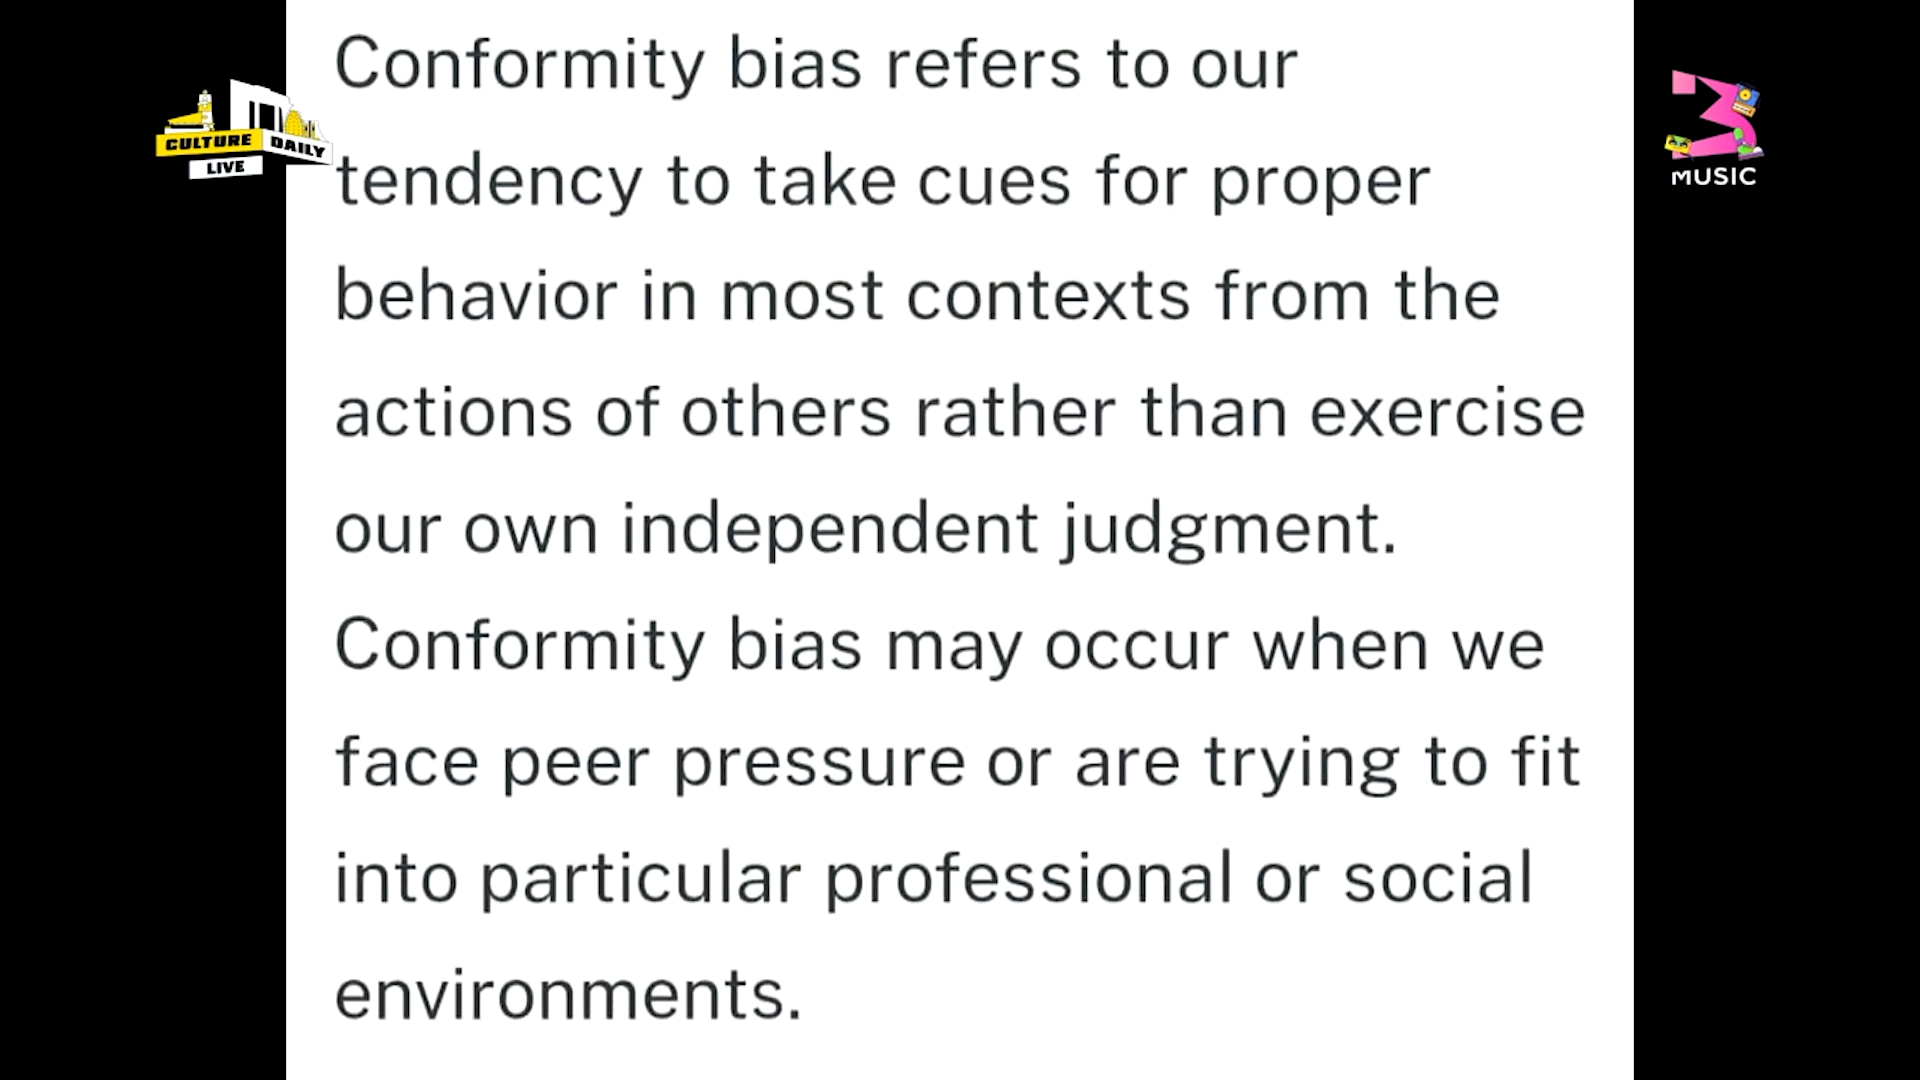 Conformity bias refers to our
tendency to take cues for proper
behavior in most contexts from the
actions of others rather than exercise
our own independent judgment.
Conformity bias may occur when we
face peer pressure or are trying to fit
into particular professional or social
environments.
CULTURE DAILY
LIVE
3
MUSIC